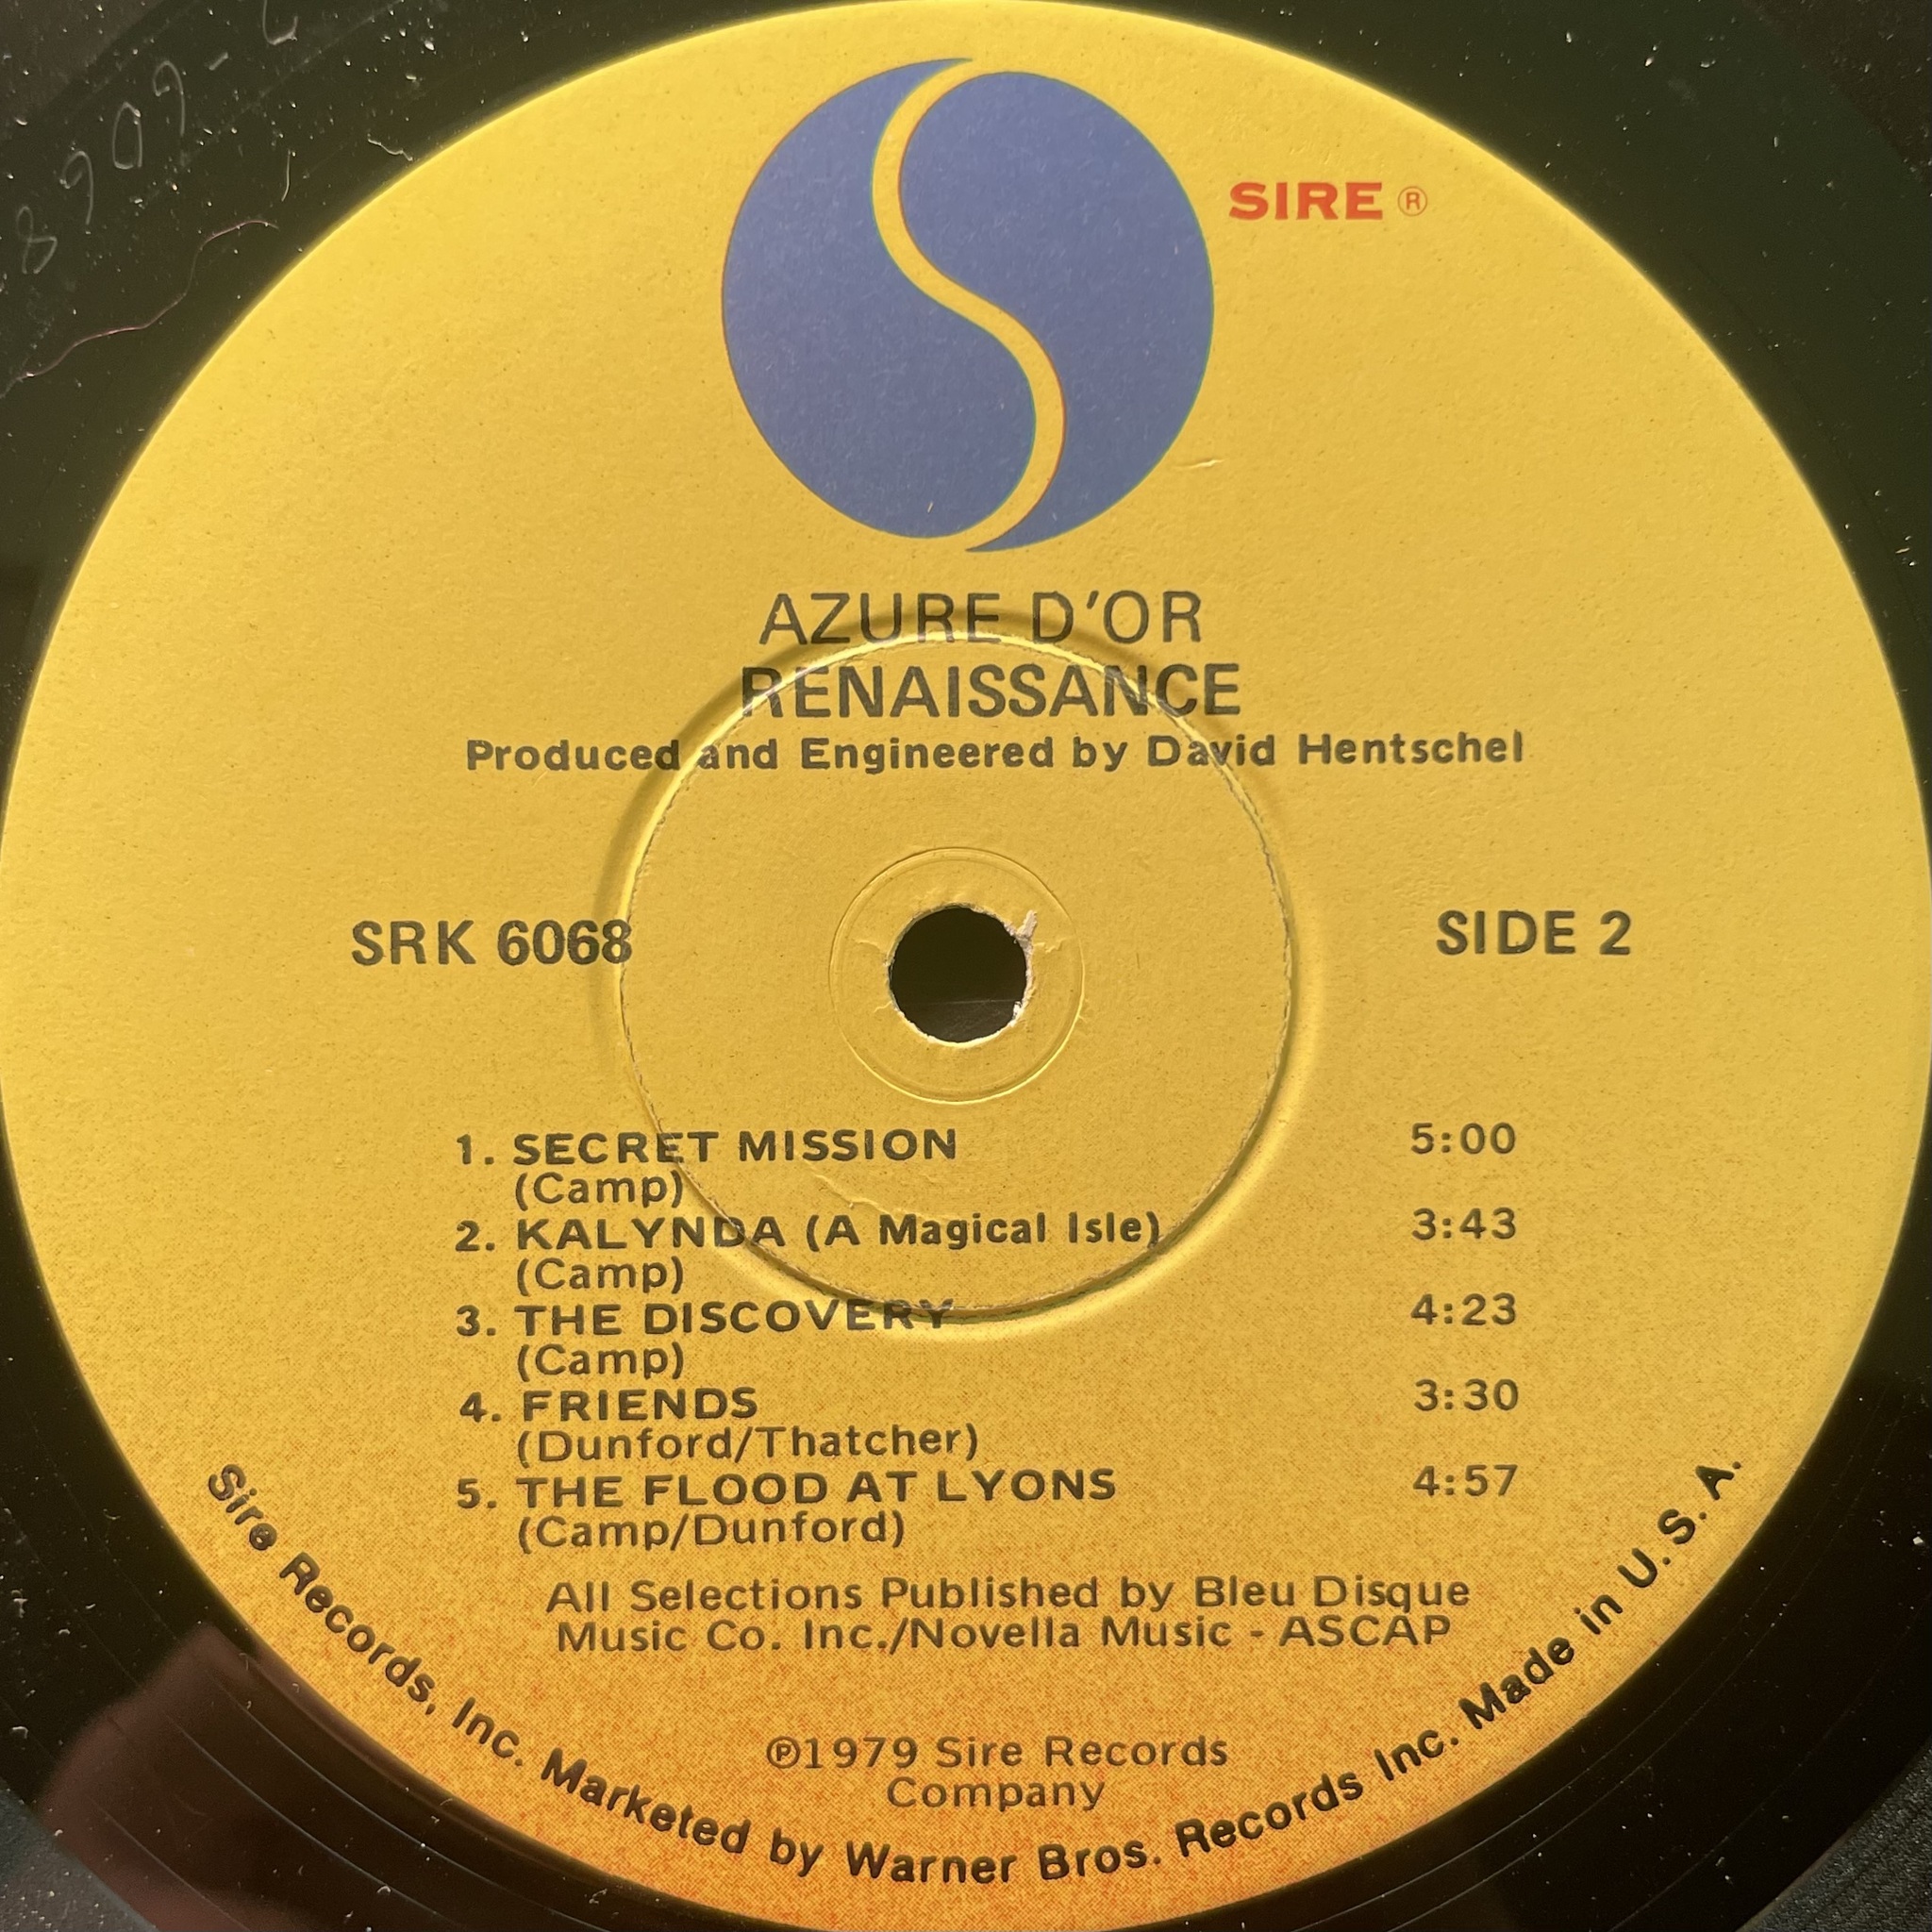 SIRE ®
AZURE D'OR
RENAISSANCE
Produced and Engineered by David Hentschel
SRK 6068
SIDE 2
1. SECRET MISSION 5:00
(Camp)
2. KALYNDA (A Magical Isle) 3:43
(Camp)
3. THE DISCOVERY 4:23
(Camp)
4. FRIENDS 3:30
(Dunford/Thatcher)
5. THE FLOOD AT LYONS 4:57
(Camp/Dunford)
All Selections Published by Bleu Disque
Music Co. Inc./Novella Music - ASCAP
℗1979 Sire Records
Company
Sire Records, Inc. Marketed by Warner Bros. Records Inc. Made in U.S.A.